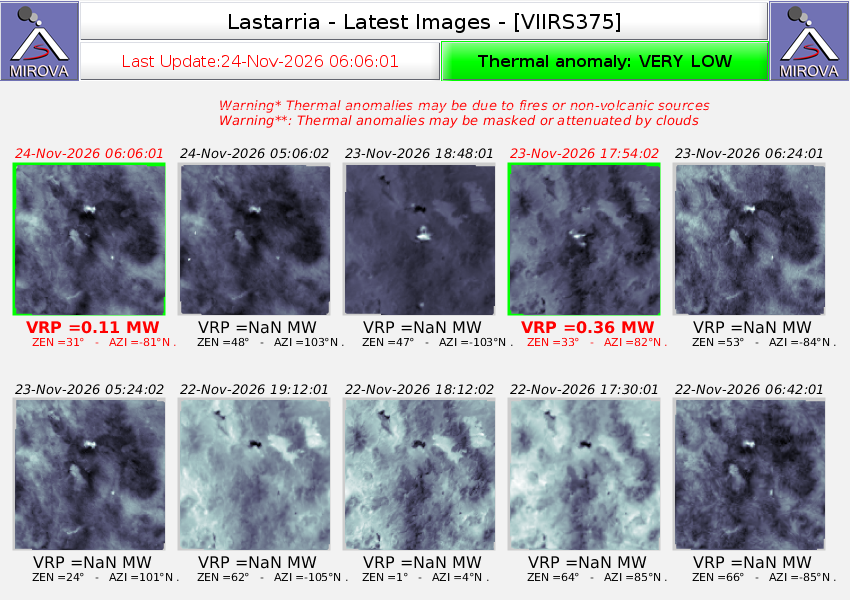 MIROVA
Lastarria - Latest Images - [VIIRS375]
MIROVA
Last Update:24-Nov-2026 06:06:01
Thermal anomaly: VERY LOW
Warning* Thermal anomalies may be due to fires or non-volcanic sources
Warning**: Thermal anomalies may be masked or attenuated by clouds
24-Nov-2026 06:06:01 24-Nov-2026 05:06:02 23-Nov-2026 18:48:01 23-Nov-2026 17:54:02 23-Nov-2026 06:24:01
VRP =0.11 MW VRP =NaN MW VRP =NaN MW VRP =0.36 MW VRP =NaN MW
ZEN =31° - AZI =-81°N . ZEN =48° - AZI =103°N . ZEN =47° - AZI =-103°N . ZEN =33° - AZI =82°N . ZEN =53° - AZI =-84°N .
23-Nov-2026 05:24:02 22-Nov-2026 19:12:01 22-Nov-2026 18:12:02 22-Nov-2026 17:30:01 22-Nov-2026 06:42:01
VRP =NaN MW VRP =NaN MW VRP =NaN MW VRP =NaN MW VRP =NaN MW
ZEN =24° - AZI =101°N . ZEN =62° - AZI =-105°N . ZEN =1° - AZI =4°N . ZEN =64° - AZI =85°N . ZEN =66° - AZI =-85°N .